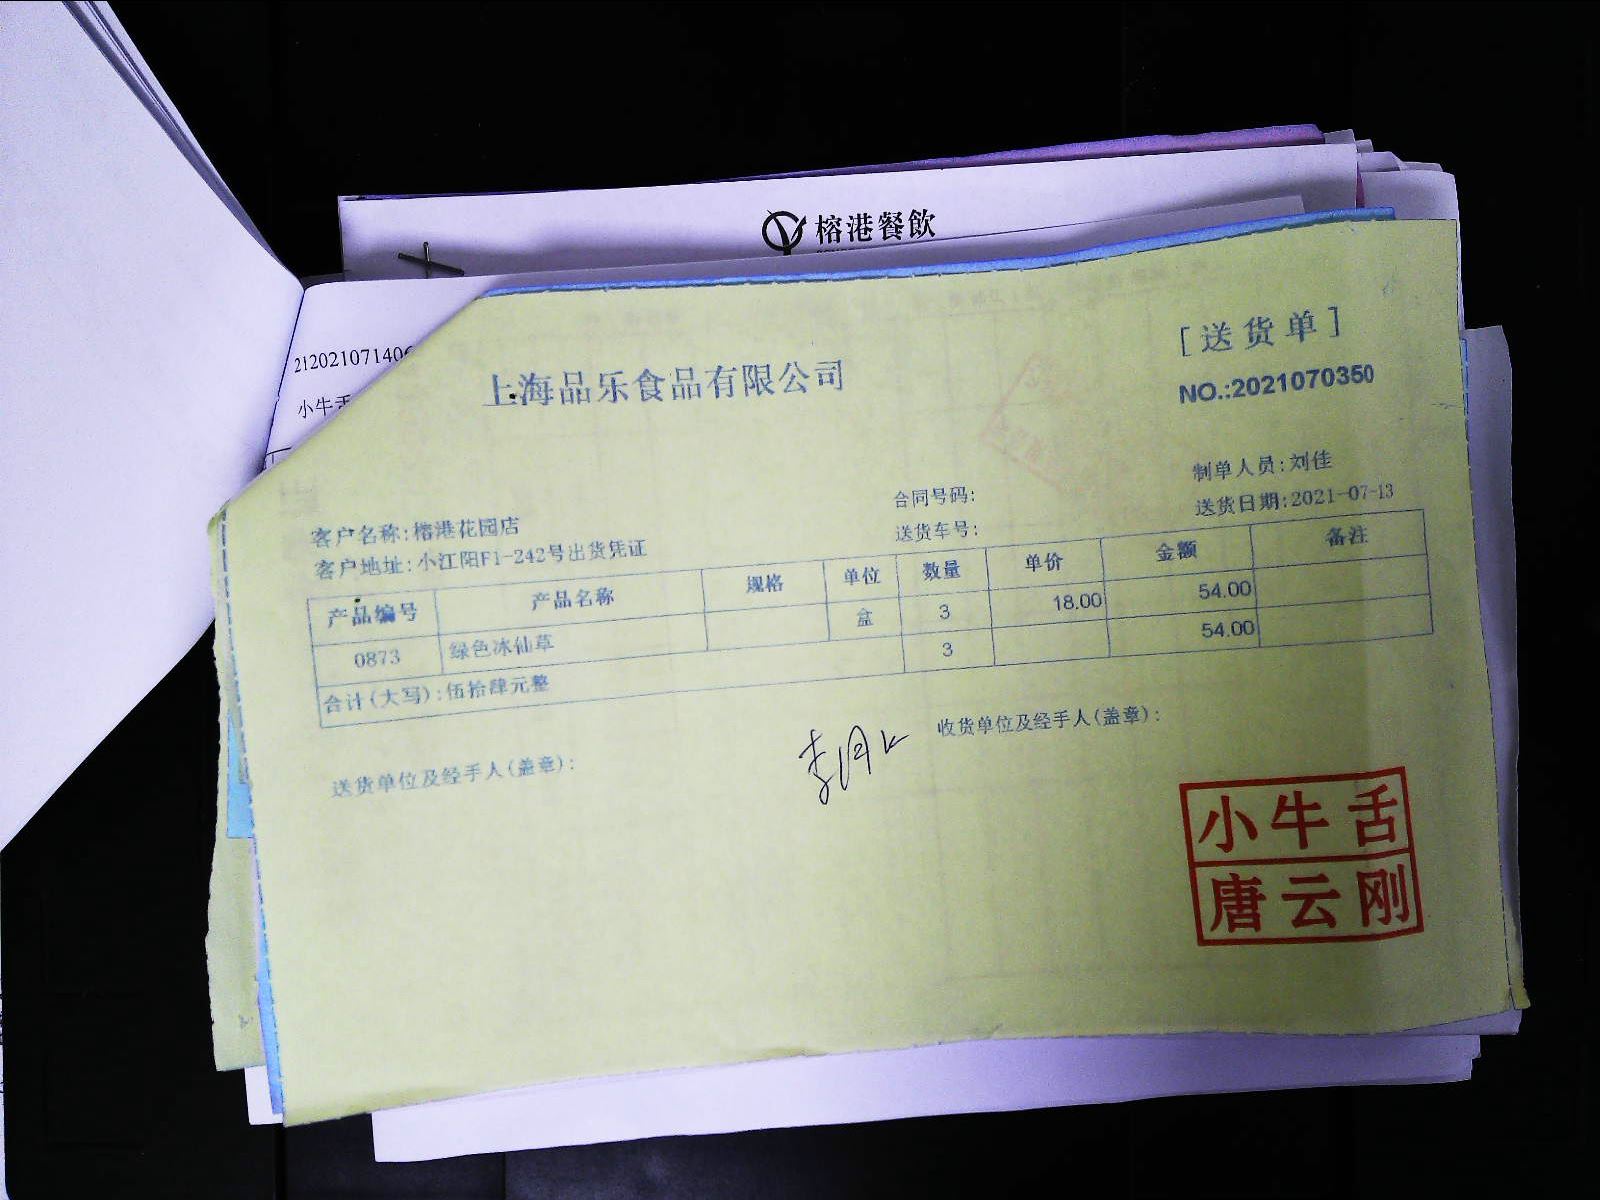 榕港餐飲
212021071406
小牛舌
上海品乐食品有限公司
[送货单]
NO.:2021070350
制单人员:刘佳
合同号码:
送货日期:2021-07-13
客户名称:榕港花园店
送货车号:
客户地址:小江阳F1-242号出货凭证
产品编号 产品名称 规格 单位 数量 单价 金额 备注
0873 绿色冰仙草 盒 3 18.00 54.00
合计(大写):伍拾肆元整 3 54.00
送货单位及经手人(盖章):
收货单位及经手人(盖章):
小牛舌
唐云刚